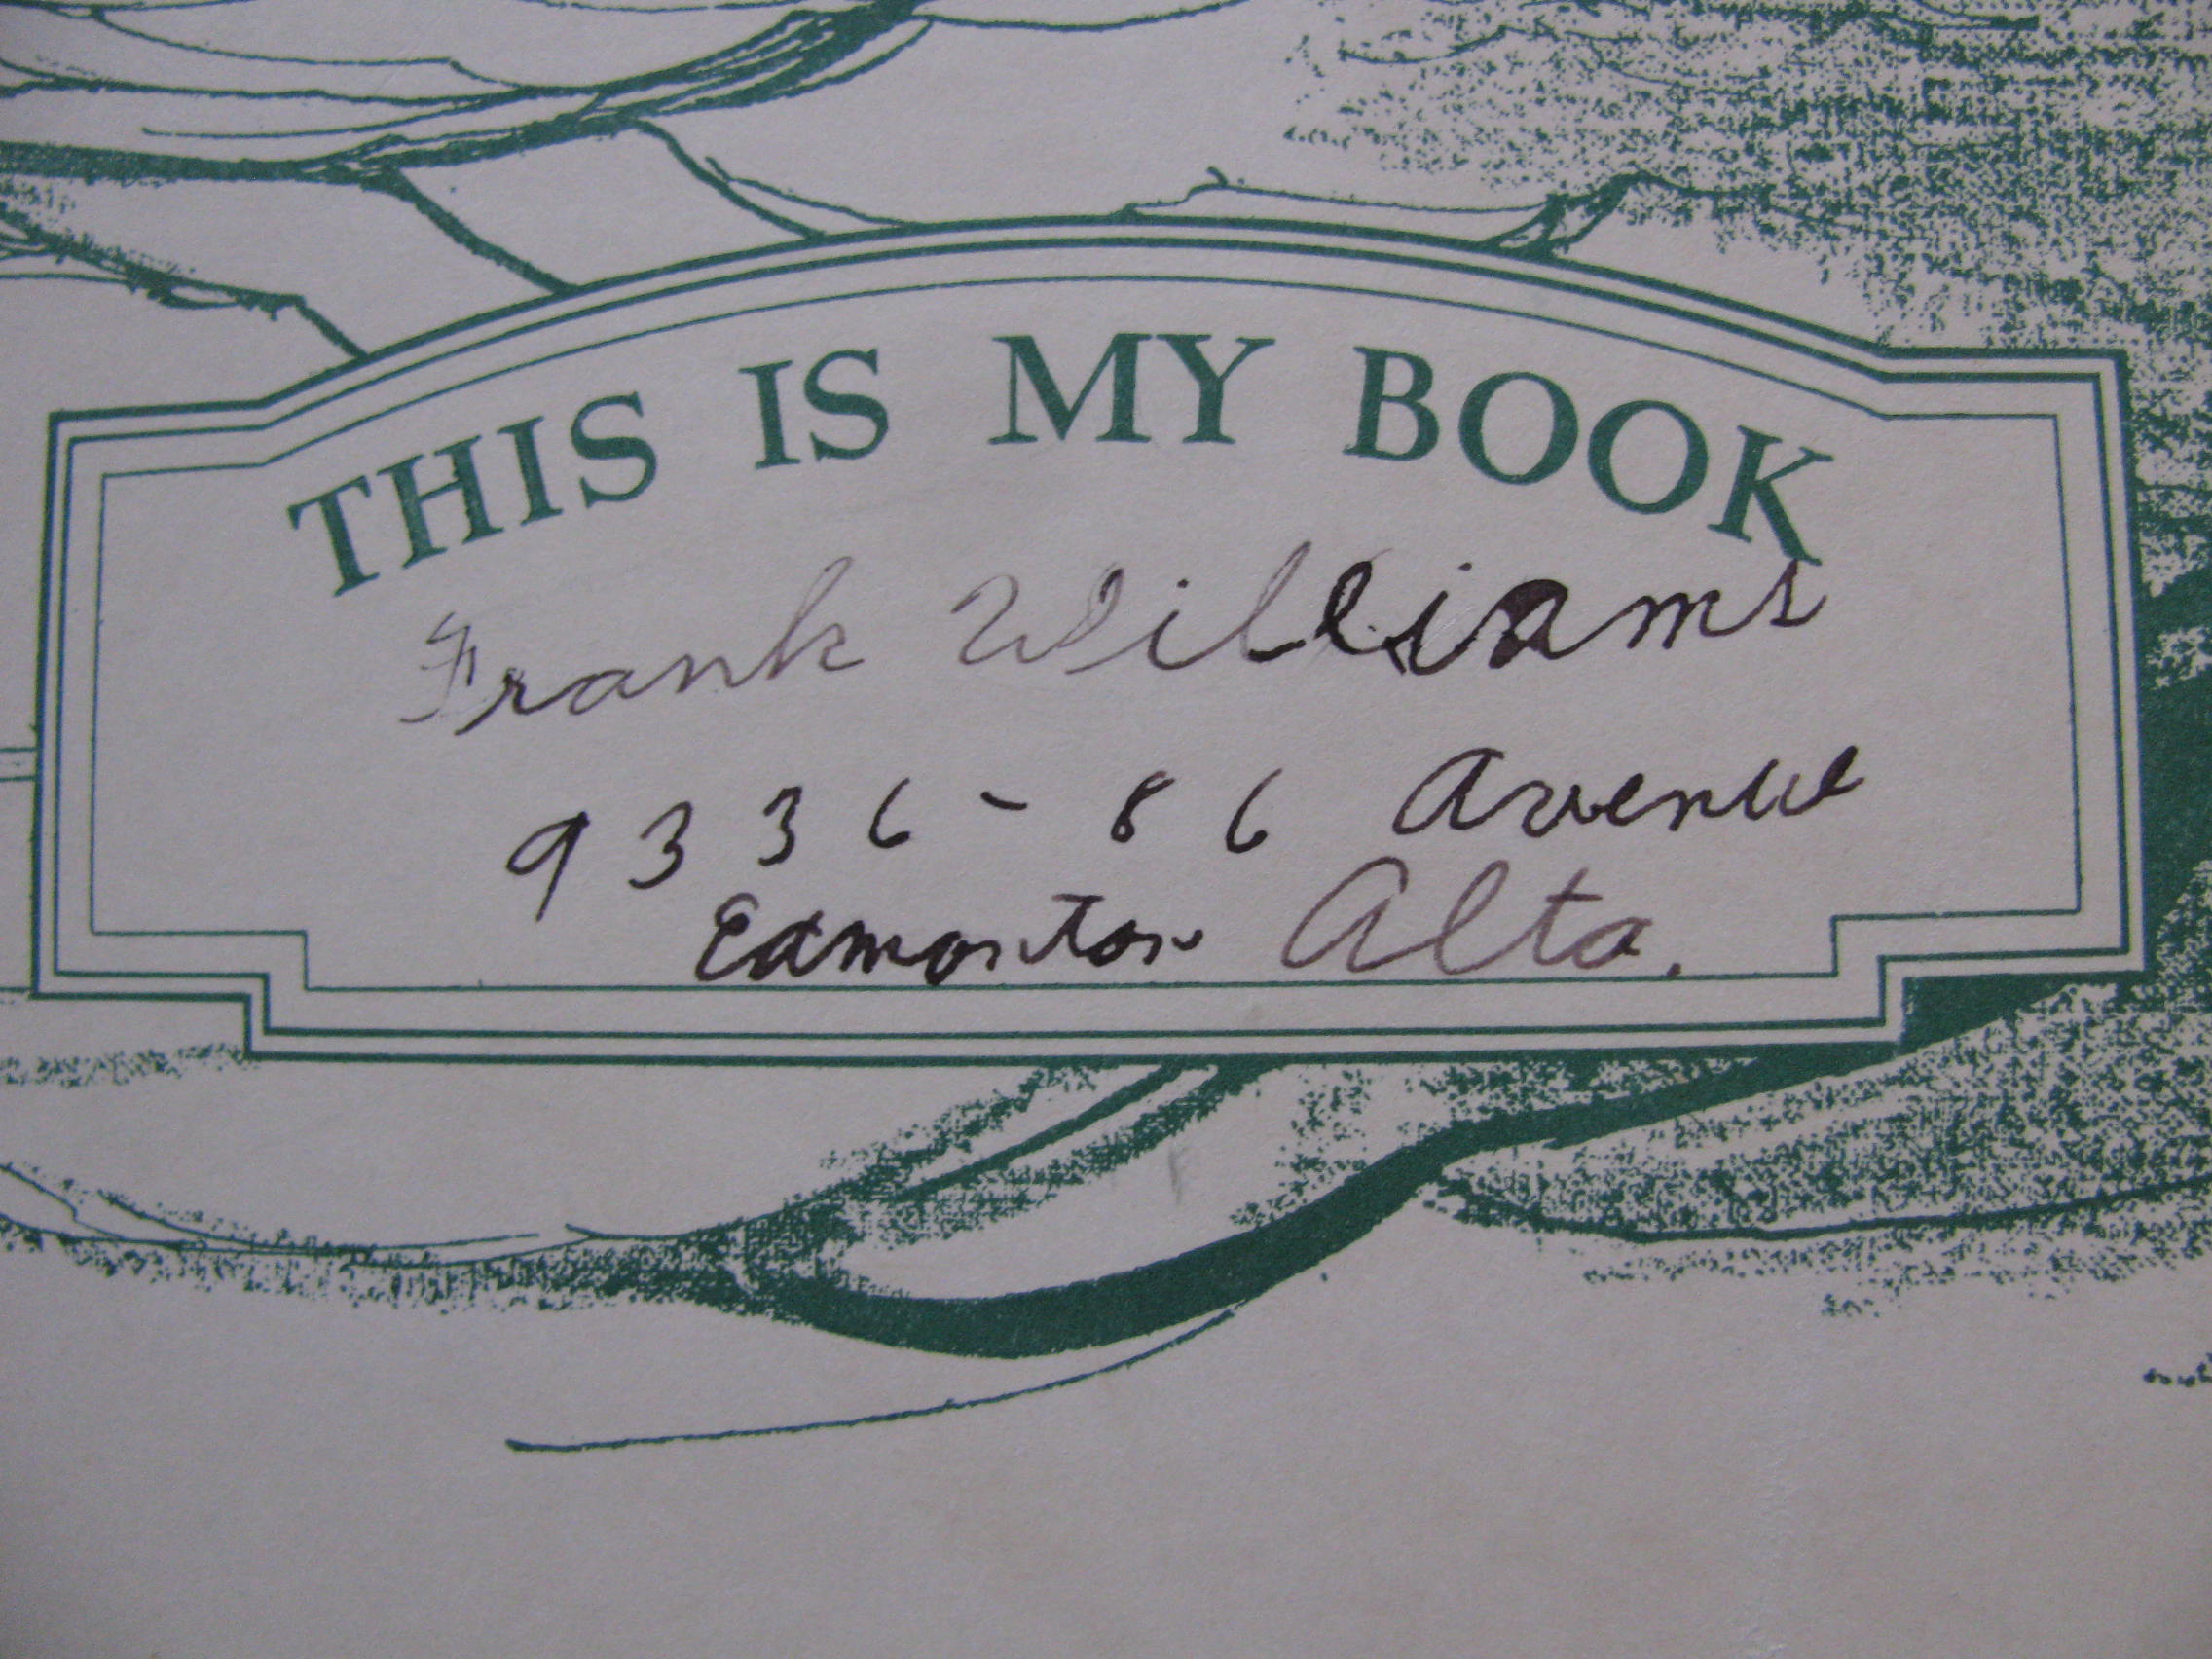 THIS IS MY BOOK
Frank Williams
9336-86 Avenue
Edmonton Alta.